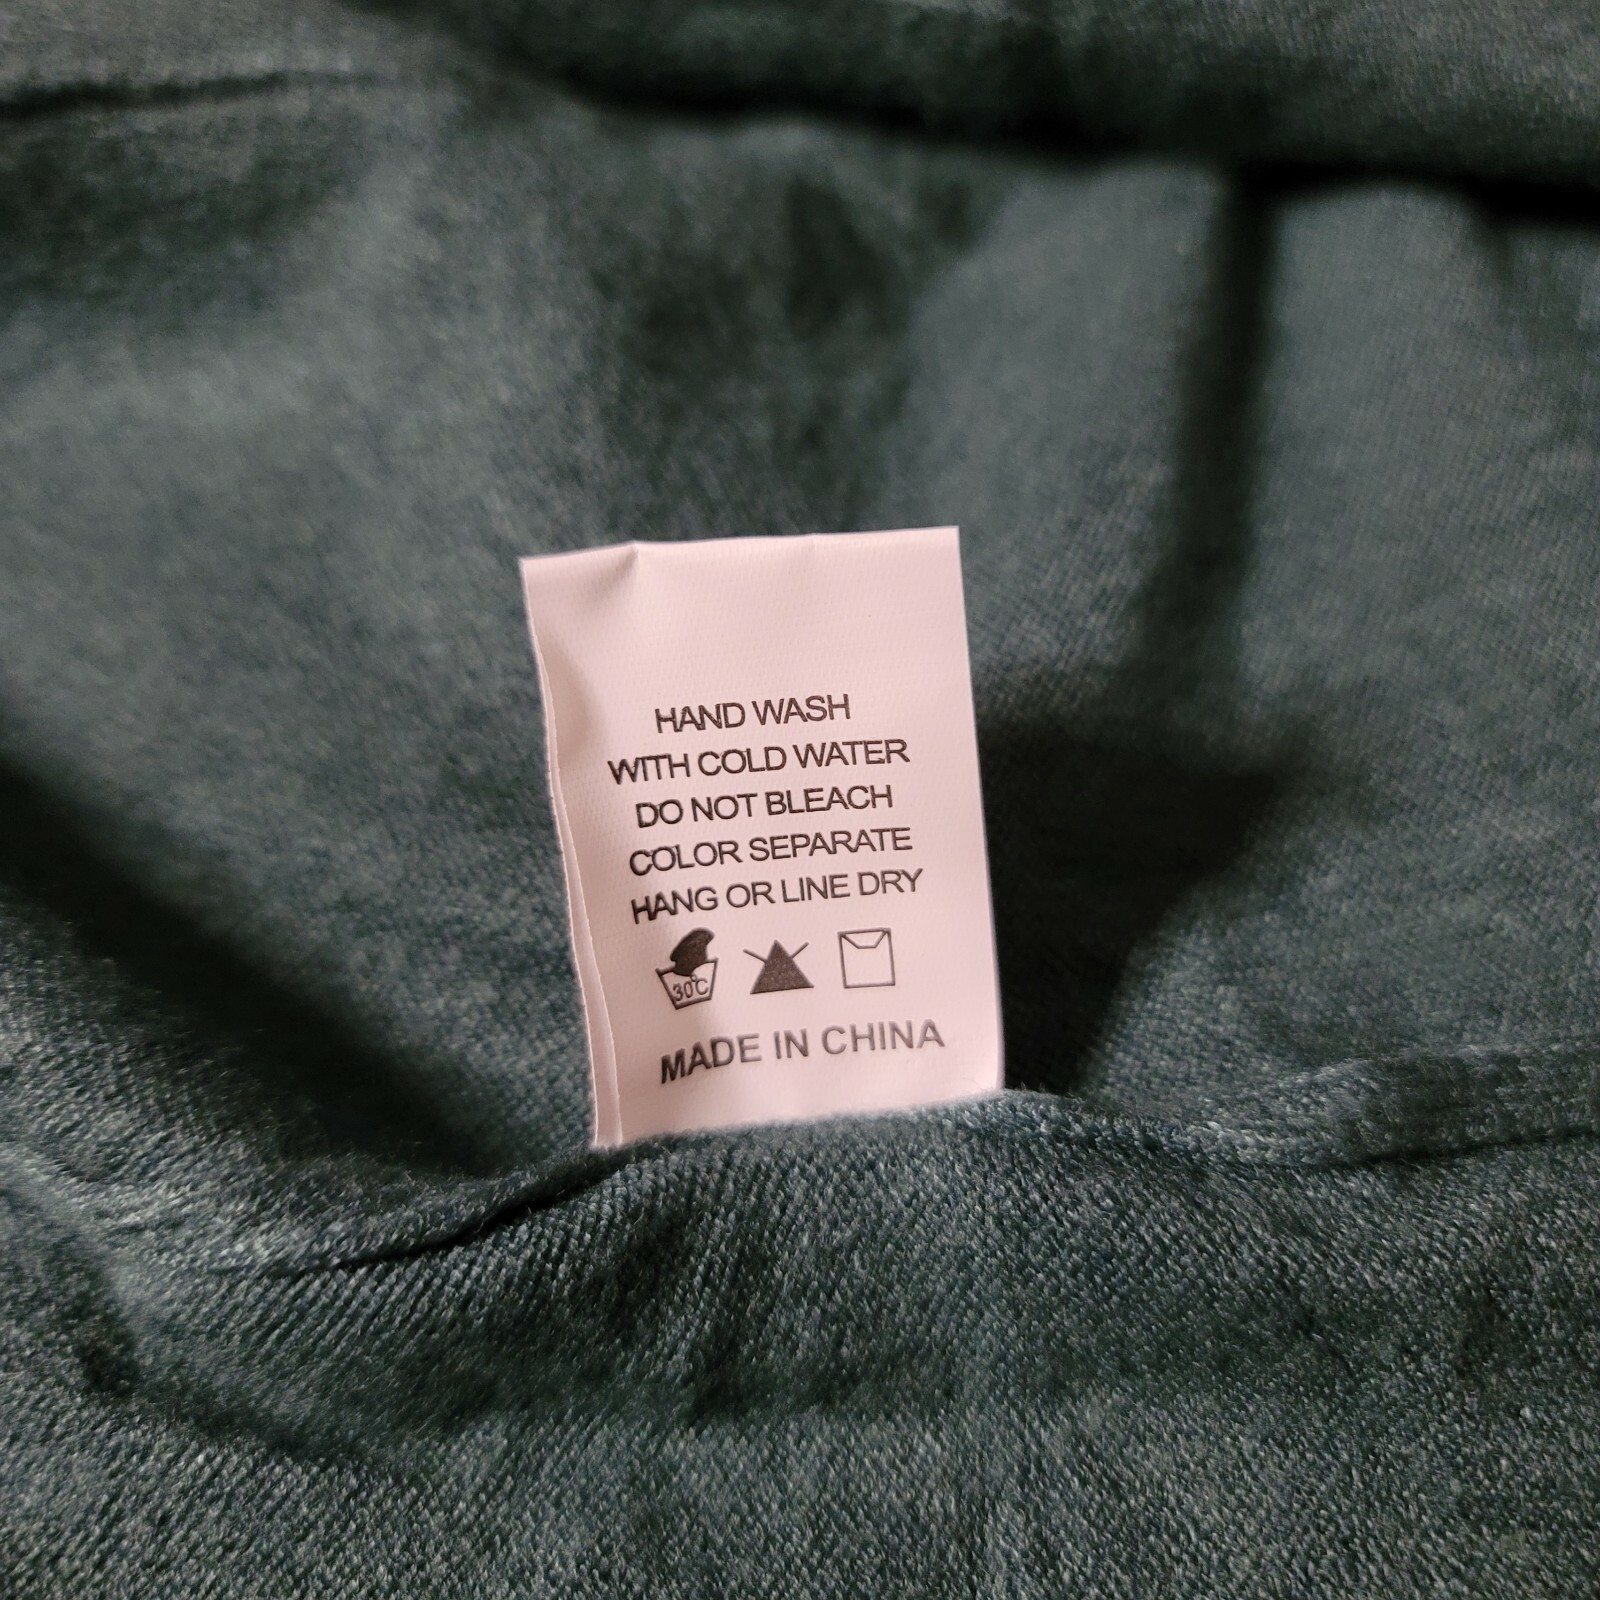 HAND WASH
WITH COLD WATER
DO NOT BLEACH
COLOR SEPARATE
HANG OR LINE DRY
30°C
MADE IN CHINA